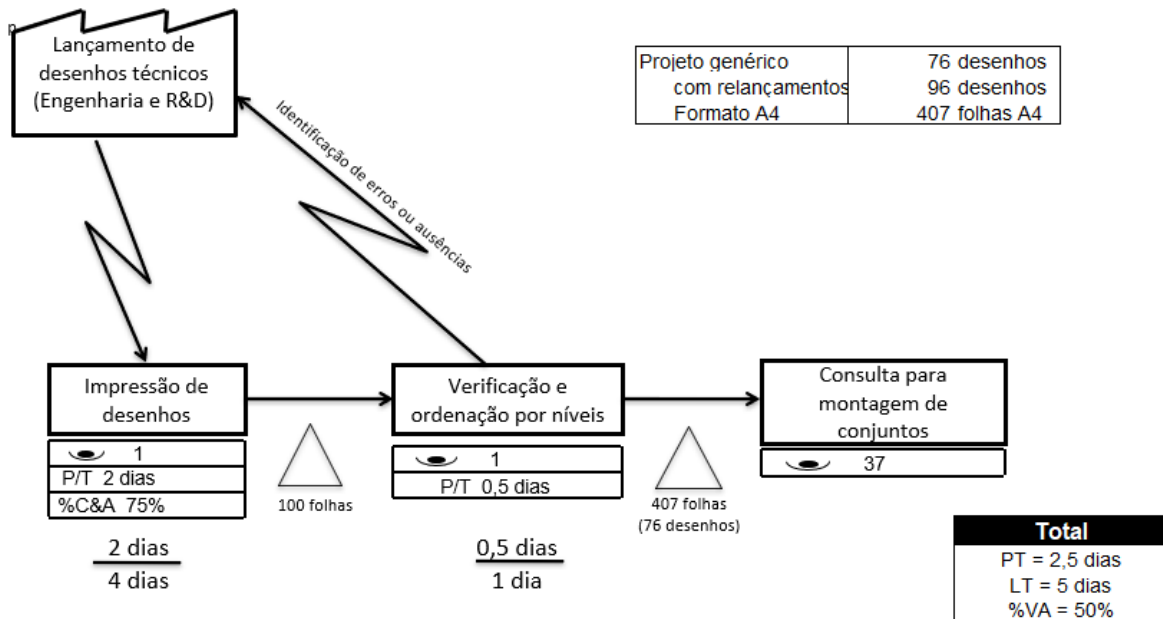 p
Lançamento de
desenhos técnicos
(Engenharia e R&D)
Projeto genérico 76 desenhos
com relançamentos 96 desenhos
Formato A4 407 folhas A4
Identificação de erros ou ausências
Impressão de
desenhos
1
P/T 2 dias
%C&A 75%
2 dias
4 dias
100 folhas
Verificação e
ordenação por níveis
1
P/T 0,5 dias
0,5 dias
1 dia
407 folhas
(76 desenhos)
Consulta para
montagem de
conjuntos
37
Total
PT = 2,5 dias
LT = 5 dias
%VA = 50%